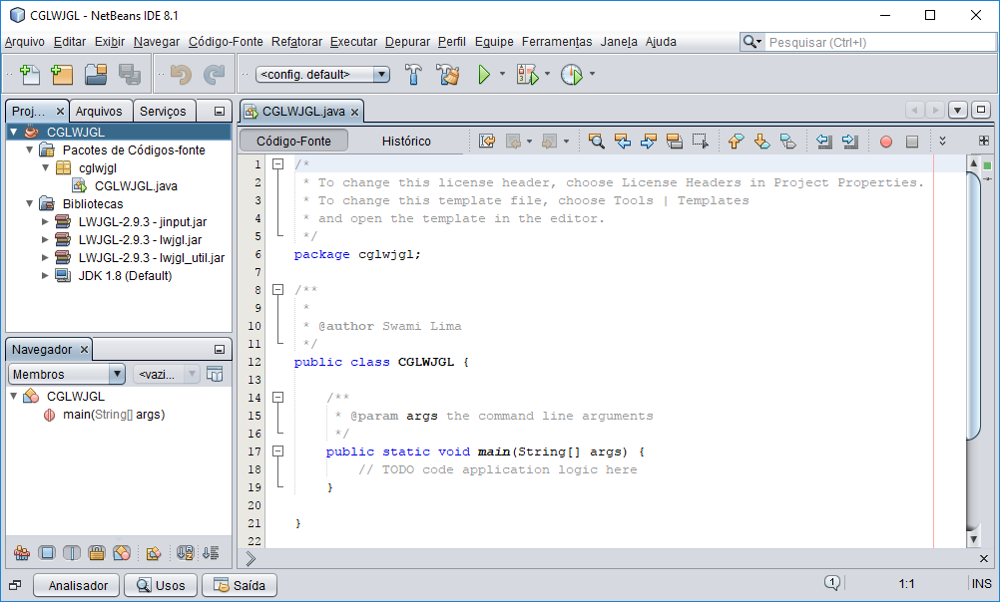 CGLWJGL - NetBeans IDE 8.1
Arquivo Editar Exibir Navegar Código-Fonte Refatorar Executar Depurar Perfil Equipe Ferramentas Janela Ajuda
Pesquisar (Ctrl+I)
<config. default>
Proj... × Arquivos Serviços
CGLWJGL
Pacotes de Códigos-fonte
cglwjgl
CGLWJGL.java
Bibliotecas
LWJGL-2.9.3 - jinput.jar
LWJGL-2.9.3 - lwjgl.jar
LWJGL-2.9.3 - lwjgl_util.jar
JDK 1.8 (Default)
Navegador ×
Membros <vazi...
CGLWJGL
main(String[] args)
CGLWJGL.java ×
Código-Fonte Histórico
1 /*
2 * To change this license header, choose License Headers in Project Properties.
3 * To change this template file, choose Tools | Templates
4 * and open the template in the editor.
5 */
6 package cglwjgl;
7
8 /**
9 *
10 * @author Swami Lima
11 */
12 public class CGLWJGL {
13
14 /**
15 * @param args the command line arguments
16 */
17 public static void main(String[] args) {
18 // TODO code application logic here
19 }
20
21 }
22
Analisador Usos Saída
1 1:1 INS